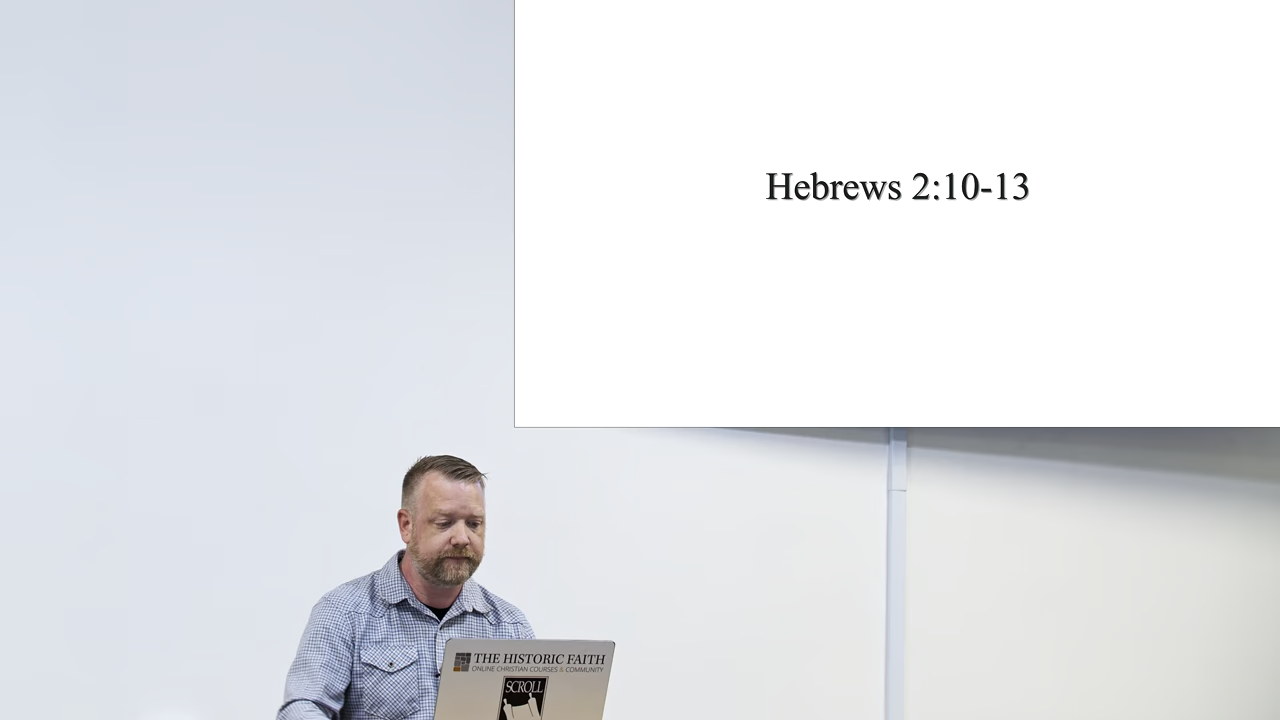 Hebrews 2:10-13
THE HISTORIC FAITH
ONLINE CHRISTIAN COURSES & COMMUNITY
SCROLL